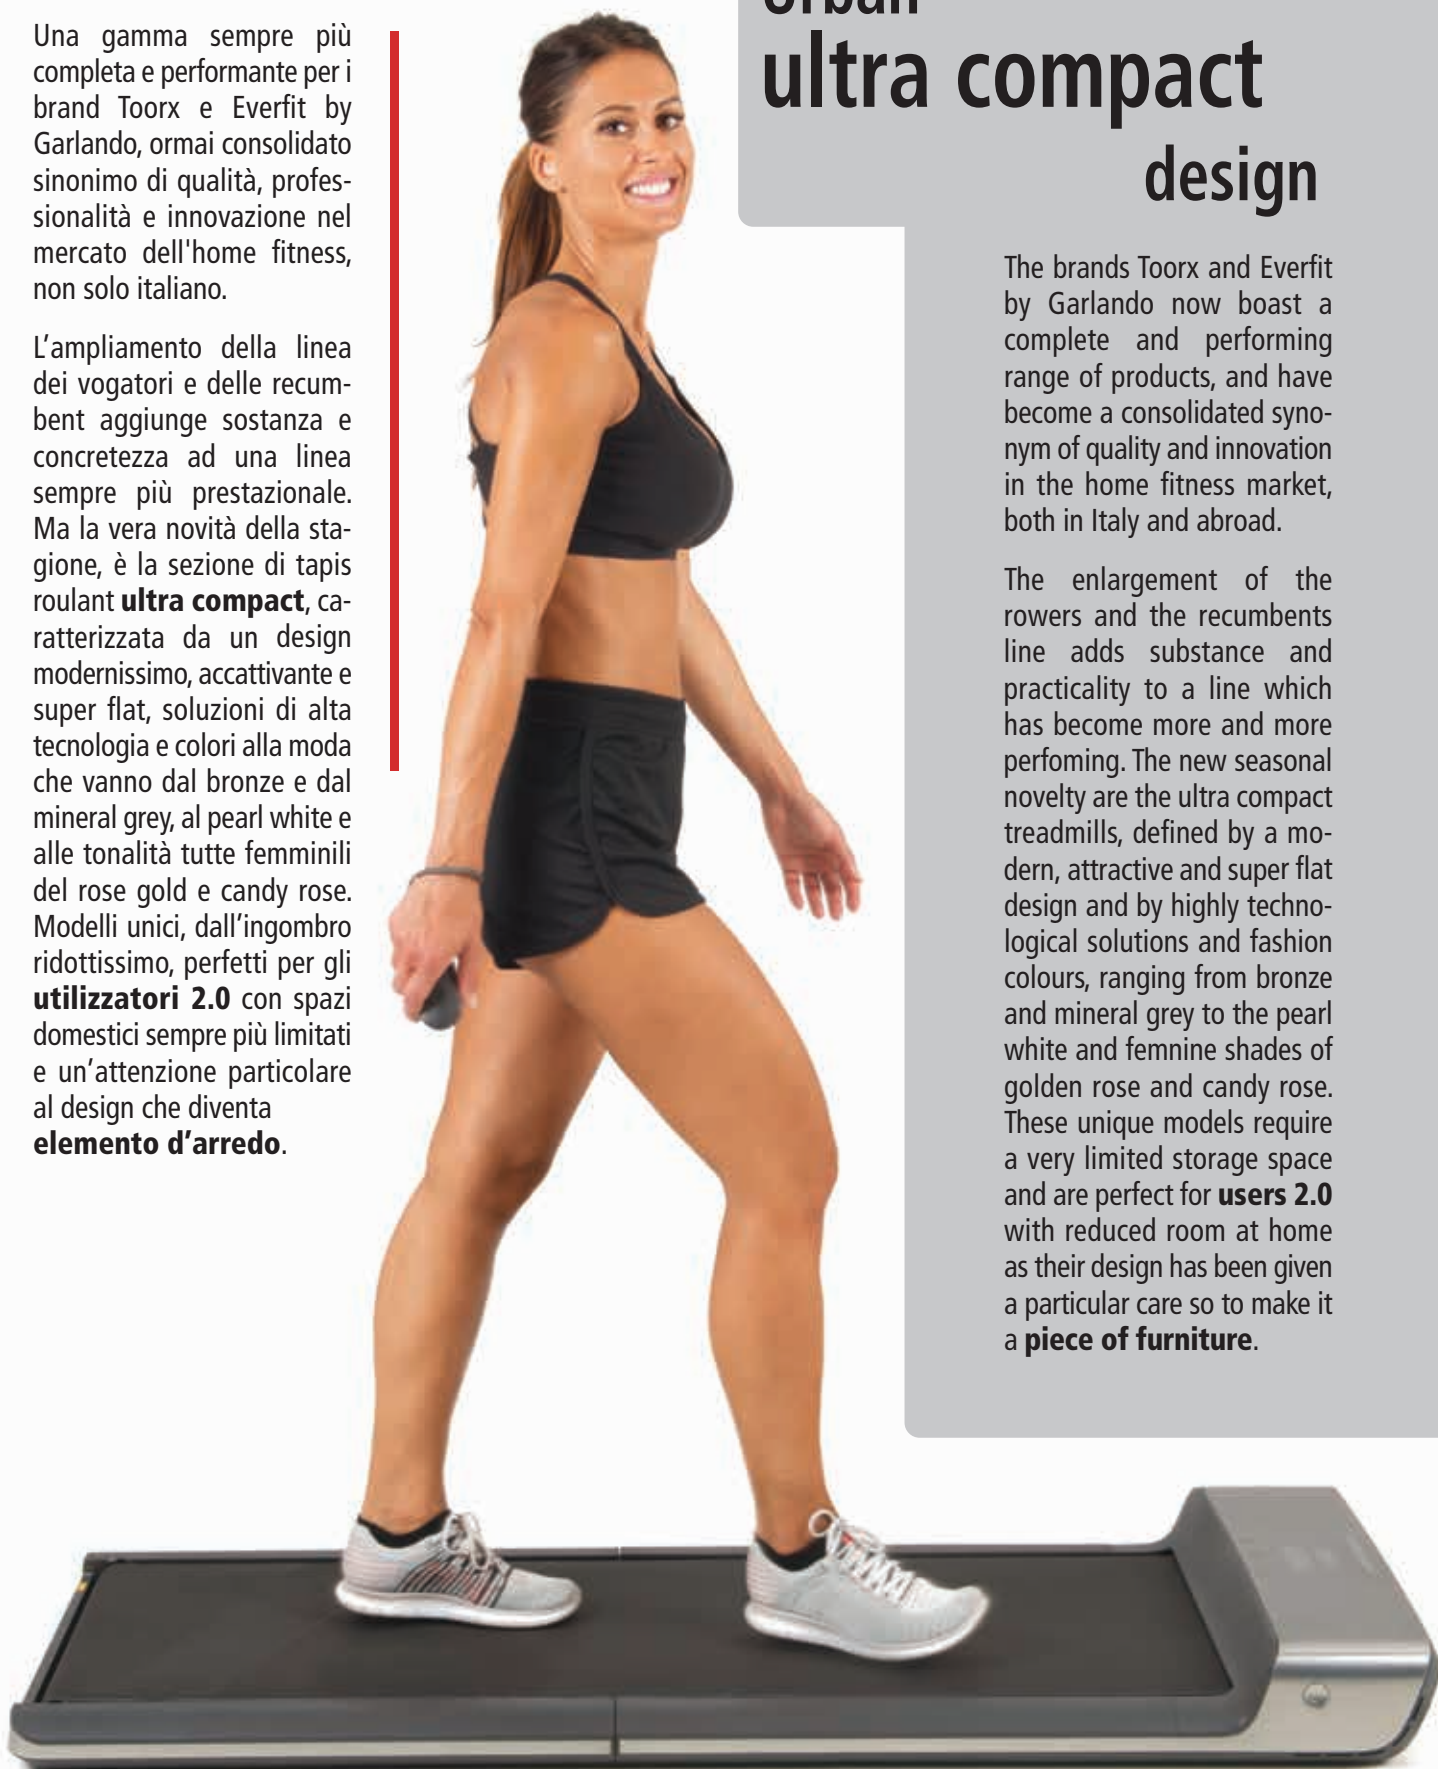 Una gamma sempre più
completa e performante per i
brand Toorx e Everfit by
Garlando, ormai consolidato
sinonimo di qualità, profes-
sionalità e innovazione nel
mercato dell'home fitness,
non solo italiano.
L'ampliamento della linea
dei vogatori e delle recum-
bent aggiunge sostanza e
concretezza ad una linea
sempre più prestazionale.
Ma la vera novità della sta-
gione, è la sezione di tapis
roulant ultra compact, ca-
ratterizzata da un design
modernissimo, accattivante e
super flat, soluzioni di alta
tecnologia e colori alla moda
che vanno dal bronze e dal
mineral grey, al pearl white e
alle tonalità tutte femminili
del rose gold e candy rose.
Modelli unici, dall'ingombro
ridottissimo, perfetti per gli
utilizzatori 2.0 con spazi
domestici sempre più limitati
e un'attenzione particolare
al design che diventa
elemento d'arredo.
Urban
ultra compact
design
The brands Toorx and Everfit
by Garlando now boast a
complete and performing
range of products, and have
become a consolidated syno-
nym of quality and innovation
in the home fitness market,
both in Italy and abroad.
The enlargement of the
rowers and the recumbents
line adds substance and
practicality to a line which
has become more and more
perfoming. The new seasonal
novelty are the ultra compact
treadmills, defined by a mo-
dern, attractive and super flat
design and by highly techno-
logical solutions and fashion
colours, ranging from bronze
and mineral grey to the pearl
white and femnine shades of
golden rose and candy rose.
These unique models require
a very limited storage space
and are perfect for users 2.0
with reduced room at home
as their design has been given
a particular care so to make it
a piece of furniture.